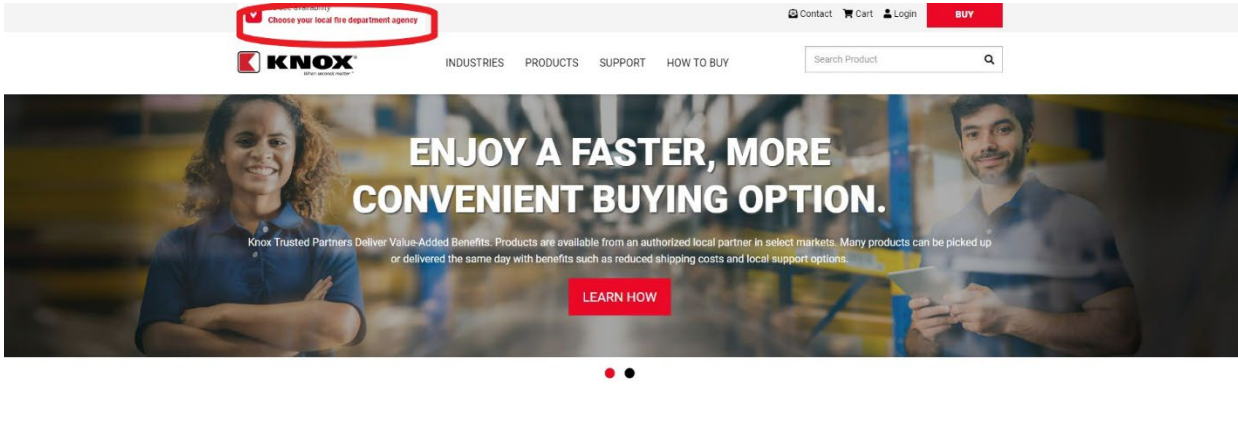 Choose your local fire department agency
Contact Cart Login BUY
KNOX
When seconds matter
INDUSTRIES PRODUCTS SUPPORT HOW TO BUY
Search Product
ENJOY A FASTER, MORE
CONVENIENT BUYING OPTION.
Knox Trusted Partners Deliver Value-Added Benefits. Products are available from an authorized local partner in select markets. Many products can be picked up
or delivered the same day with benefits such as reduced shipping costs and local support options.
LEARN HOW